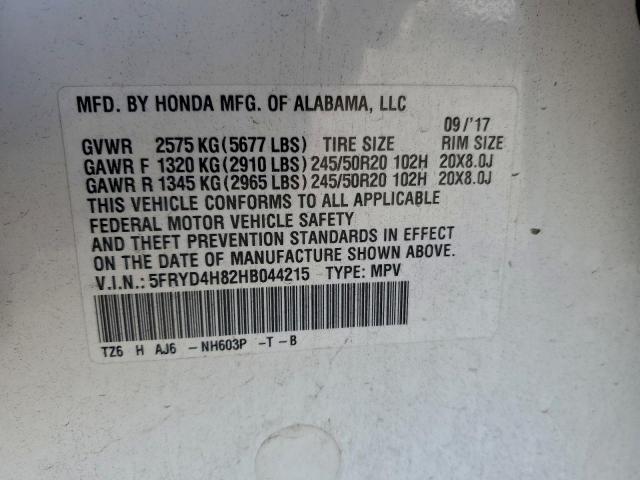 MFD. BY HONDA MFG. OF ALABAMA, LLC
09/'17
GVWR 2575 KG(5677 LBS) TIRE SIZE RIM SIZE
GAWR F 1320 KG(2910 LBS)245/50R20 102H 20X8.0J
GAWR R 1345 KG(2965 LBS)245/50R20 102H 20X8.0J
THIS VEHICLE CONFORMS TO ALL APPLICABLE
FEDERAL MOTOR VEHICLE SAFETY
AND THEFT PREVENTION STANDARDS IN EFFECT
ON THE DATE OF MANUFACTURE SHOWN ABOVE.
V.I.N.: 5FRYD4H82HB044215 TYPE: MPV
TZ6 H AJ6 -NH603P -T -B